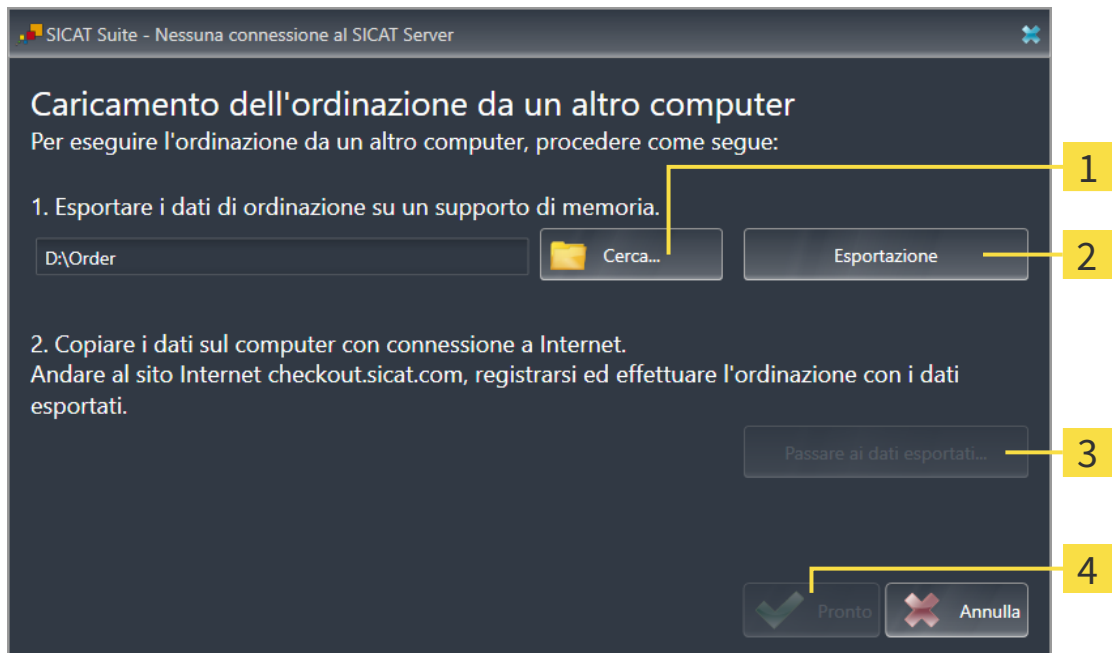 SICAT Suite - Nessuna connessione al SICAT Server
Caricamento dell'ordinazione da un altro computer
Per eseguire l'ordinazione da un altro computer, procedere come segue:
1
1. Esportare i dati di ordinazione su un supporto di memoria.
D:\Order
Cerca...
Esportazione
2
2. Copiare i dati sul computer con connessione a Internet.
Andare al sito Internet checkout.sicat.com, registrarsi ed effettuare l'ordinazione con i dati
esportati.
Passare ai dati esportati...
3
4
Pronto
Annulla